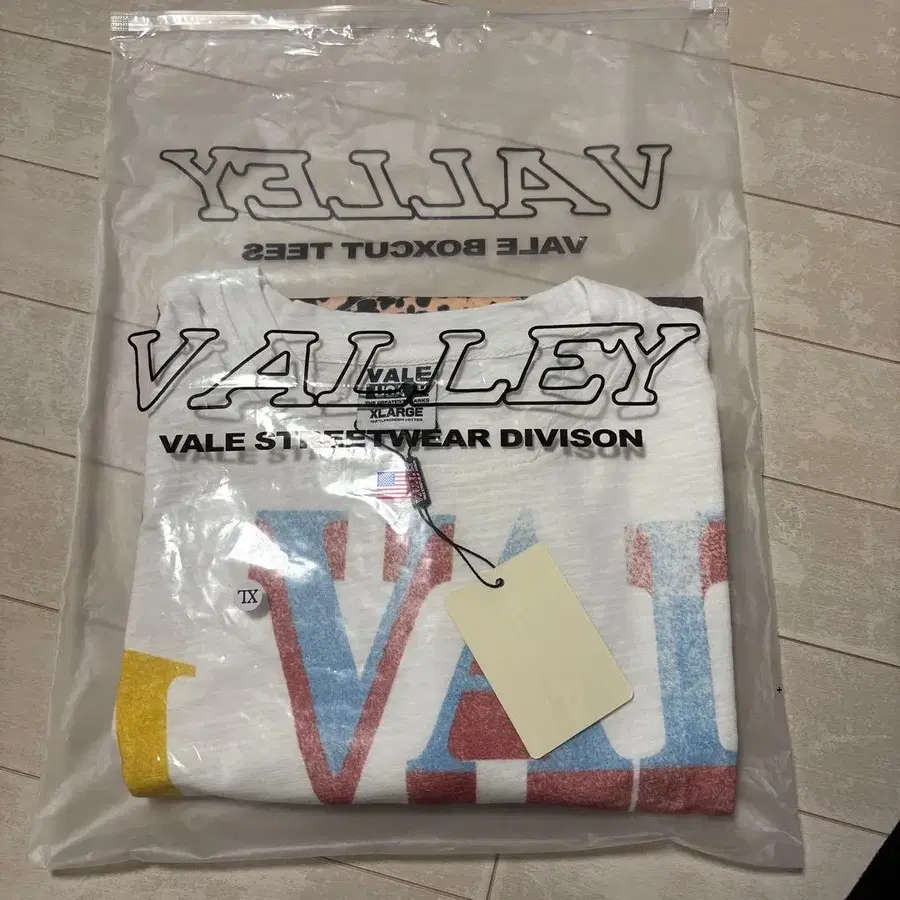 VALLEY
VALE BOXCUT TEES
VALLEY
VALE
XLARGE
VALE STREETWEAR DIVISON
XL
VAL